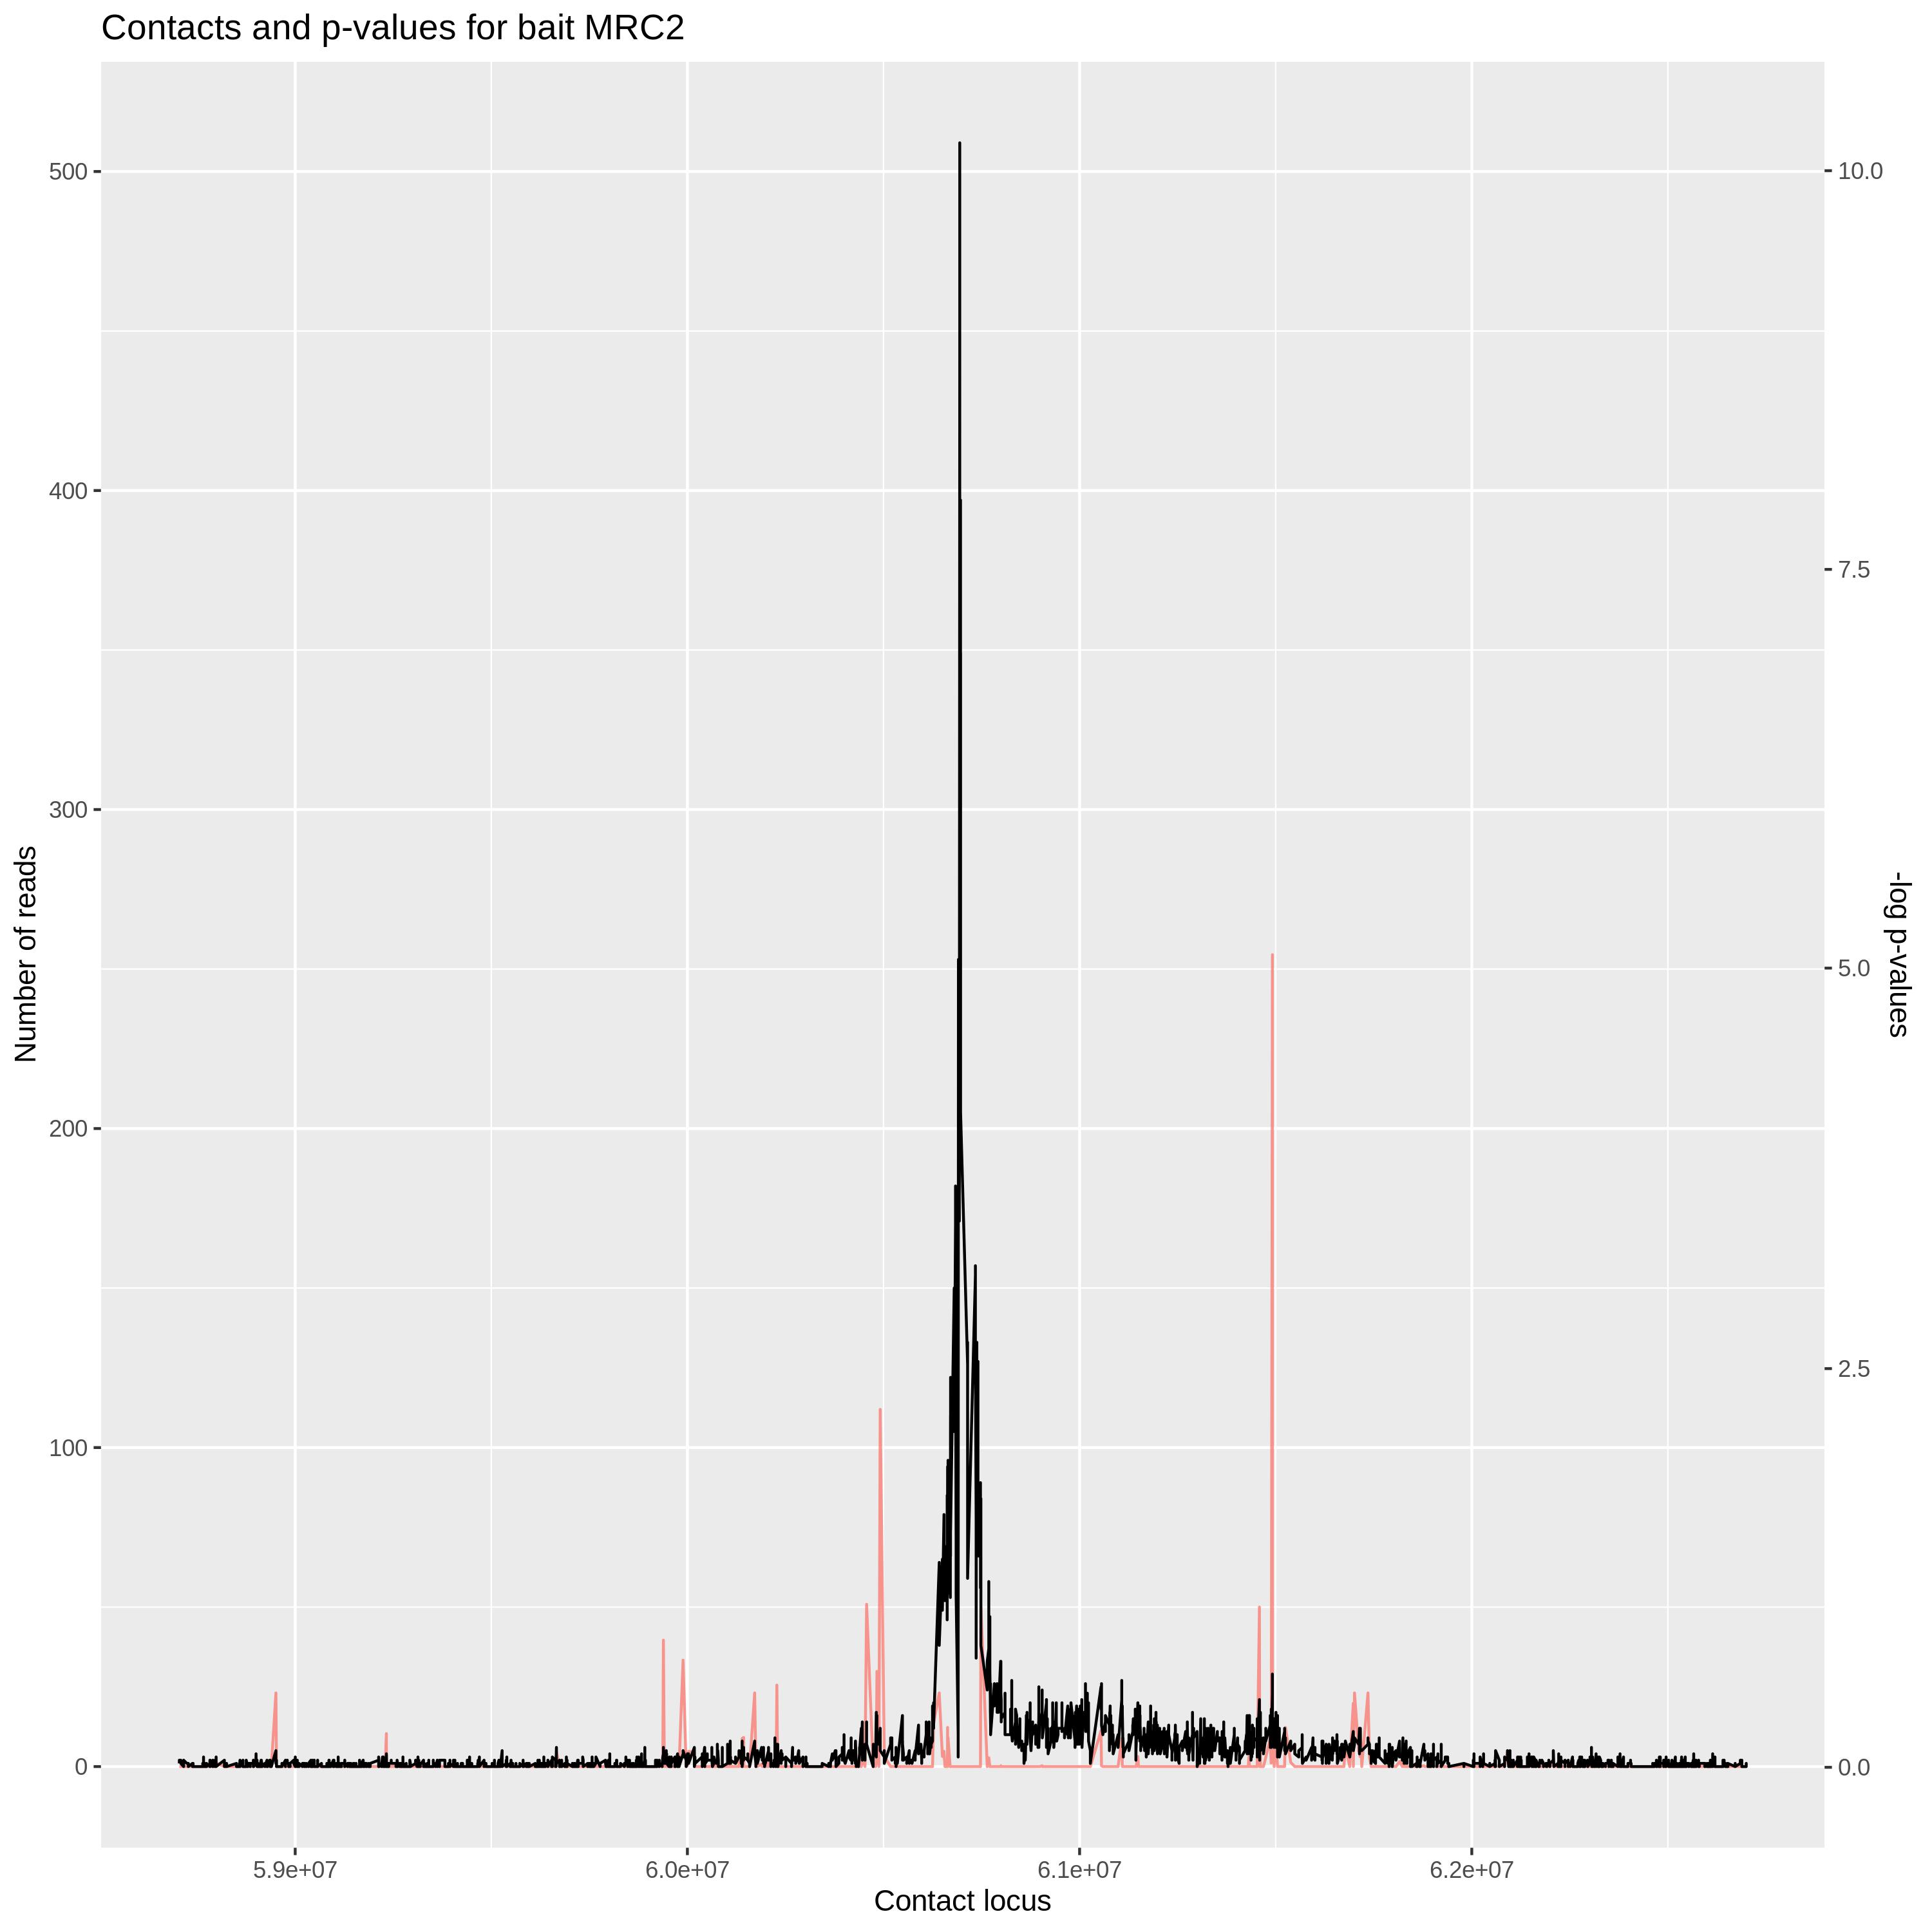 Contacts and p-values for bait MRC2
500
400
300
200
100
0
Number of reads
10.0
7.5
5.0
2.5
0.0
-log p-values
5.9e+07
6.0e+07
6.1e+07
6.2e+07
Contact locus